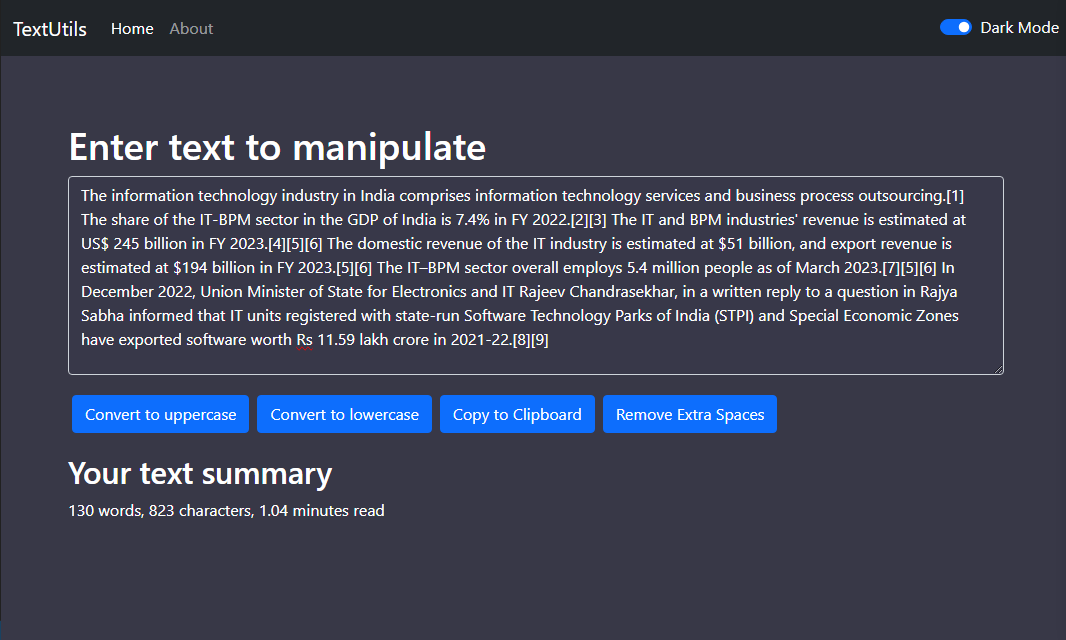 TextUtils Home About Dark Mode
Enter text to manipulate
The information technology industry in India comprises information technology services and business process outsourcing.[1]
The share of the IT-BPM sector in the GDP of India is 7.4% in FY 2022.[2][3] The IT and BPM industries' revenue is estimated at
US$ 245 billion in FY 2023.[4][5][6] The domestic revenue of the IT industry is estimated at $51 billion, and export revenue is
estimated at $194 billion in FY 2023.[5][6] The IT–BPM sector overall employs 5.4 million people as of March 2023.[7][5][6] In
December 2022, Union Minister of State for Electronics and IT Rajeev Chandrasekhar, in a written reply to a question in Rajya
Sabha informed that IT units registered with state-run Software Technology Parks of India (STPI) and Special Economic Zones
have exported software worth Rs 11.59 lakh crore in 2021-22.[8][9]
Convert to uppercase Convert to lowercase Copy to Clipboard Remove Extra Spaces
Your text summary
130 words, 823 characters, 1.04 minutes read